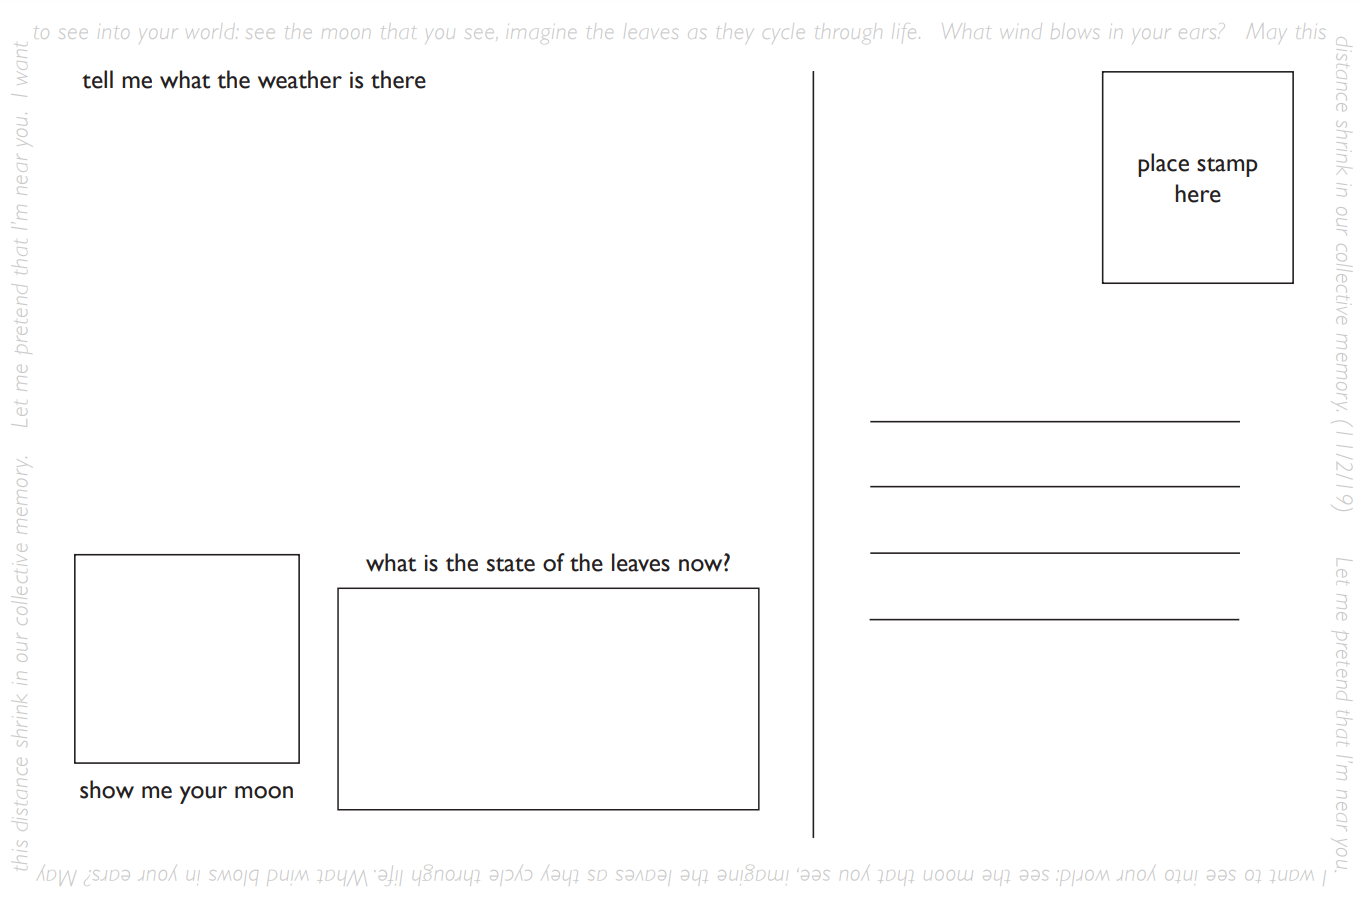 to see into your world: see the moon that you see, imagine the leaves as they cycle through life. What wind blows in your ears? May this
distance shrink in our collective memory. (11/2/19) Let me pretend that I'm near you.
I want to see into your world: see the moon that you see, imagine the leaves as they cycle through life. What wind blows in your ears? May
this distance shrink in our collective memory. Let me pretend that I'm near you. I want
tell me what the weather is there
place stamp
here
what is the state of the leaves now?
show me your moon